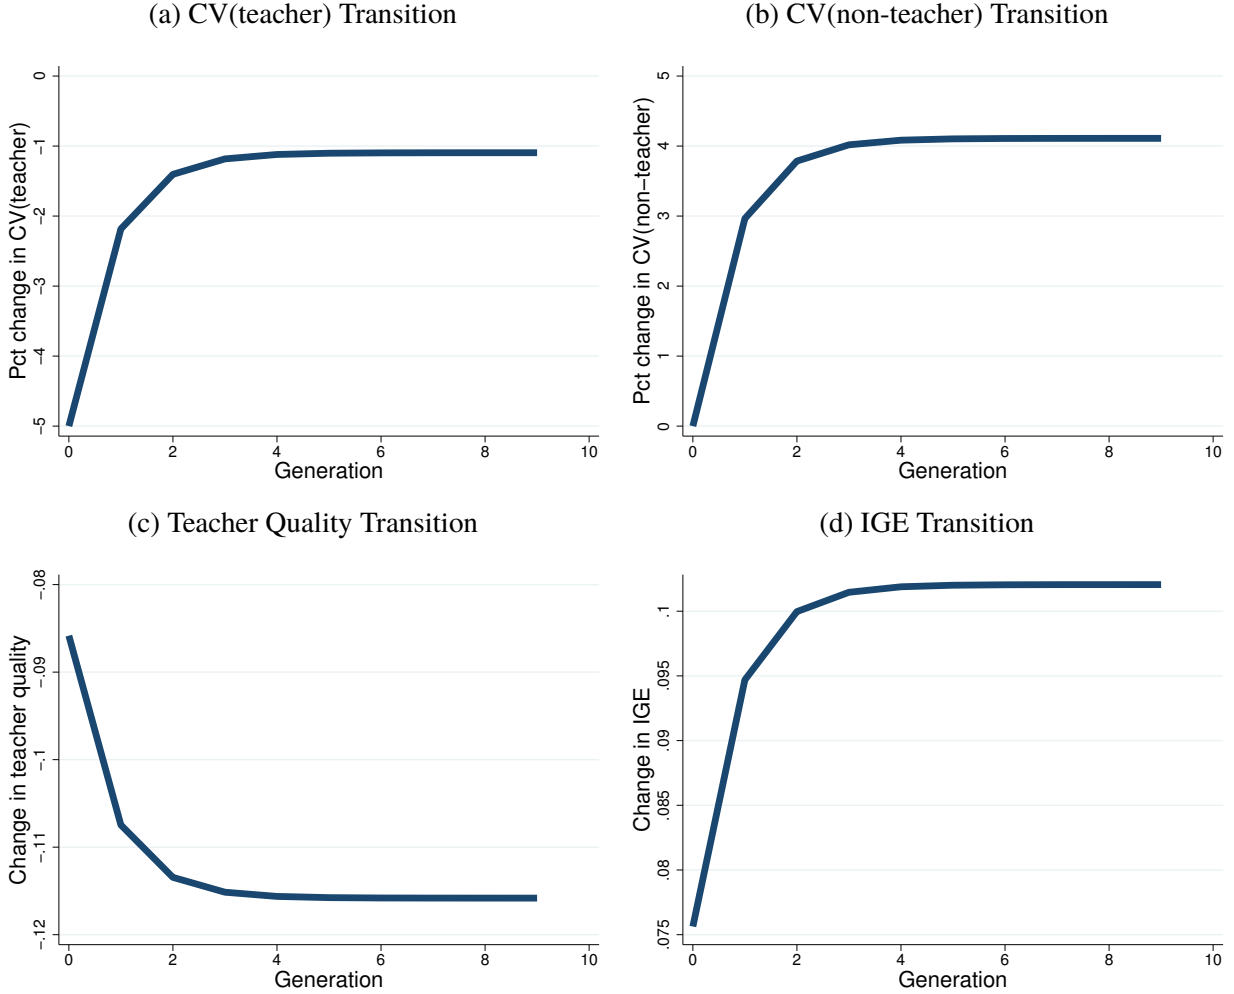 (a) CV(teacher) Transition
Pct change in CV(teacher)
0
−1
−2
−3
−4
−5
0 2 4 6 8 10
Generation
(b) CV(non-teacher) Transition
Pct change in CV(non−teacher)
5
4
3
2
1
0
0 2 4 6 8 10
Generation
(c) Teacher Quality Transition
Change in teacher quality
−.08
−.09
−.1
−.11
−.12
0 2 4 6 8 10
Generation
(d) IGE Transition
Change in IGE
.1
.095
.09
.085
.08
.075
0 2 4 6 8 10
Generation